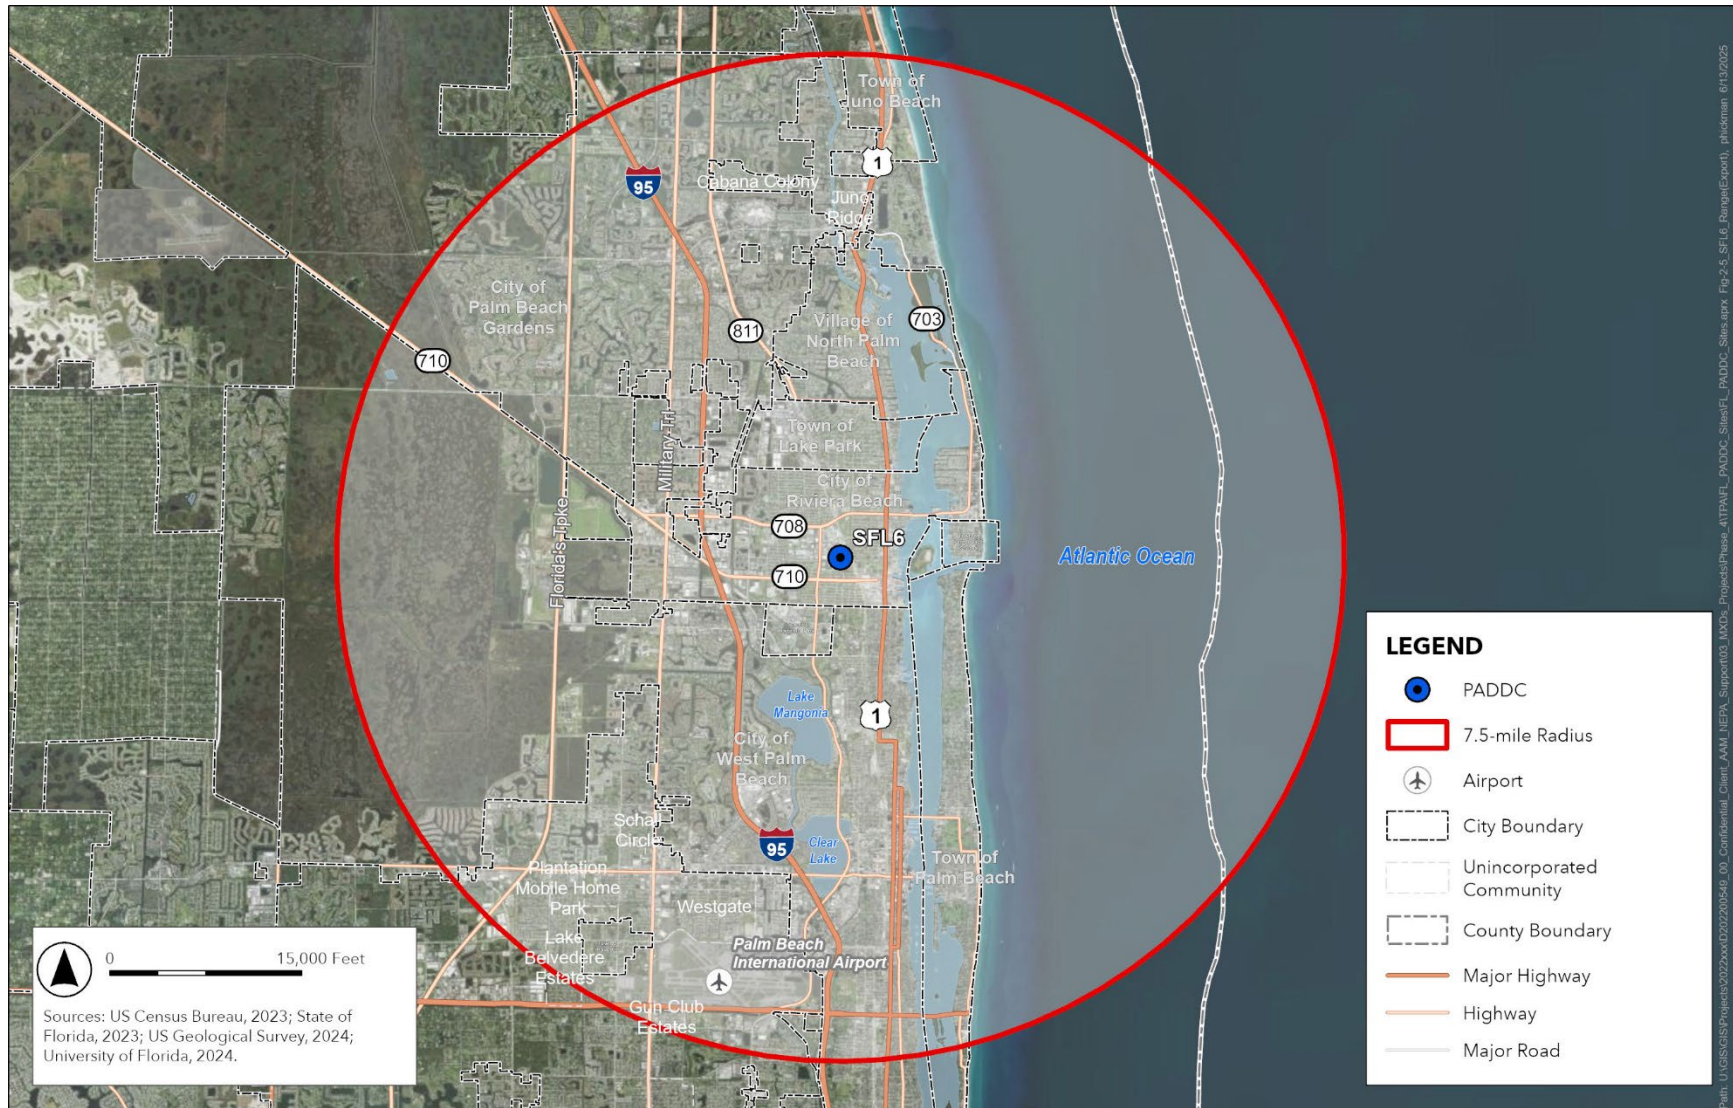 Town of
Juno Beach
1
95
Cabana Colony
Juno
Ridge
City of
Palm Beach
Gardens
811
Village of
North Palm
Beach
703
710
Military Trl
Town of
Lake Park
City of
Riviera Beach
708
SFL6
710
Florida's Tpke
Atlantic Ocean
Lake
Mangonia
1
City of
West Palm
Beach
Schall
Circle
95
Clear
Lake
Town of
Palm Beach
Plantation
Mobile Home
Park
Westgate
Lake
Belvedere
Estates
Palm Beach
International Airport
Gun Club
Estates
0 15,000 Feet
Sources: US Census Bureau, 2023; State of
Florida, 2023; US Geological Survey, 2024;
University of Florida, 2024.
LEGEND
PADDC
7.5-mile Radius
Airport
City Boundary
Unincorporated
Community
County Boundary
Major Highway
Highway
Major Road